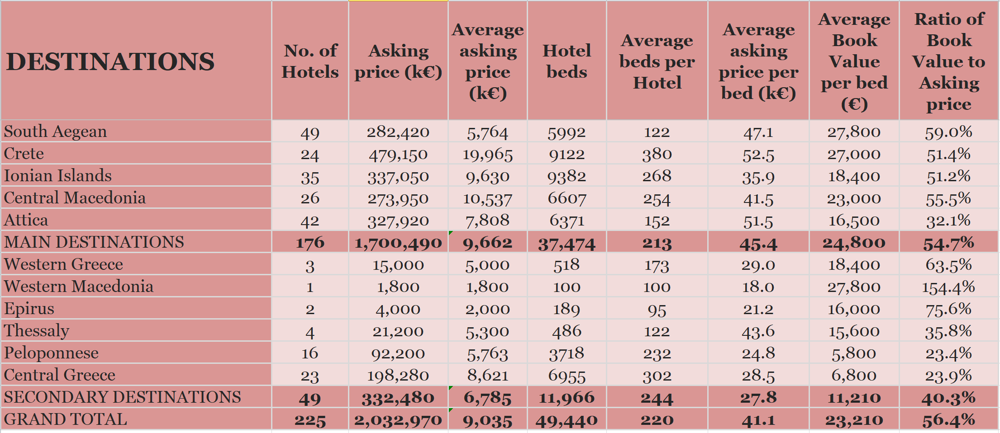 DESTINATIONS No. of Hotels Asking price (k€) Average asking price (k€) Hotel beds Average beds per Hotel Average asking price per bed (k€) Average Book Value per bed (€) Ratio of Book Value to Asking price
South Aegean 49 282,420 5,764 5992 122 47.1 27,800 59.0%
Crete 24 479,150 19,965 9122 380 52.5 27,000 51.4%
Ionian Islands 35 337,050 9,630 9382 268 35.9 18,400 51.2%
Central Macedonia 26 273,950 10,537 6607 254 41.5 23,000 55.5%
Attica 42 327,920 7,808 6371 152 51.5 16,500 32.1%
MAIN DESTINATIONS 176 1,700,490 9,662 37,474 213 45.4 24,800 54.7%
Western Greece 3 15,000 5,000 518 173 29.0 18,400 63.5%
Western Macedonia 1 1,800 1,800 100 100 18.0 27,800 154.4%
Epirus 2 4,000 2,000 189 95 21.2 16,000 75.6%
Thessaly 4 21,200 5,300 486 122 43.6 15,600 35.8%
Peloponnese 16 92,200 5,763 3718 232 24.8 5,800 23.4%
Central Greece 23 198,280 8,621 6955 302 28.5 6,800 23.9%
SECONDARY DESTINATIONS 49 332,480 6,785 11,966 244 27.8 11,210 40.3%
GRAND TOTAL 225 2,032,970 9,035 49,440 220 41.1 23,210 56.4%